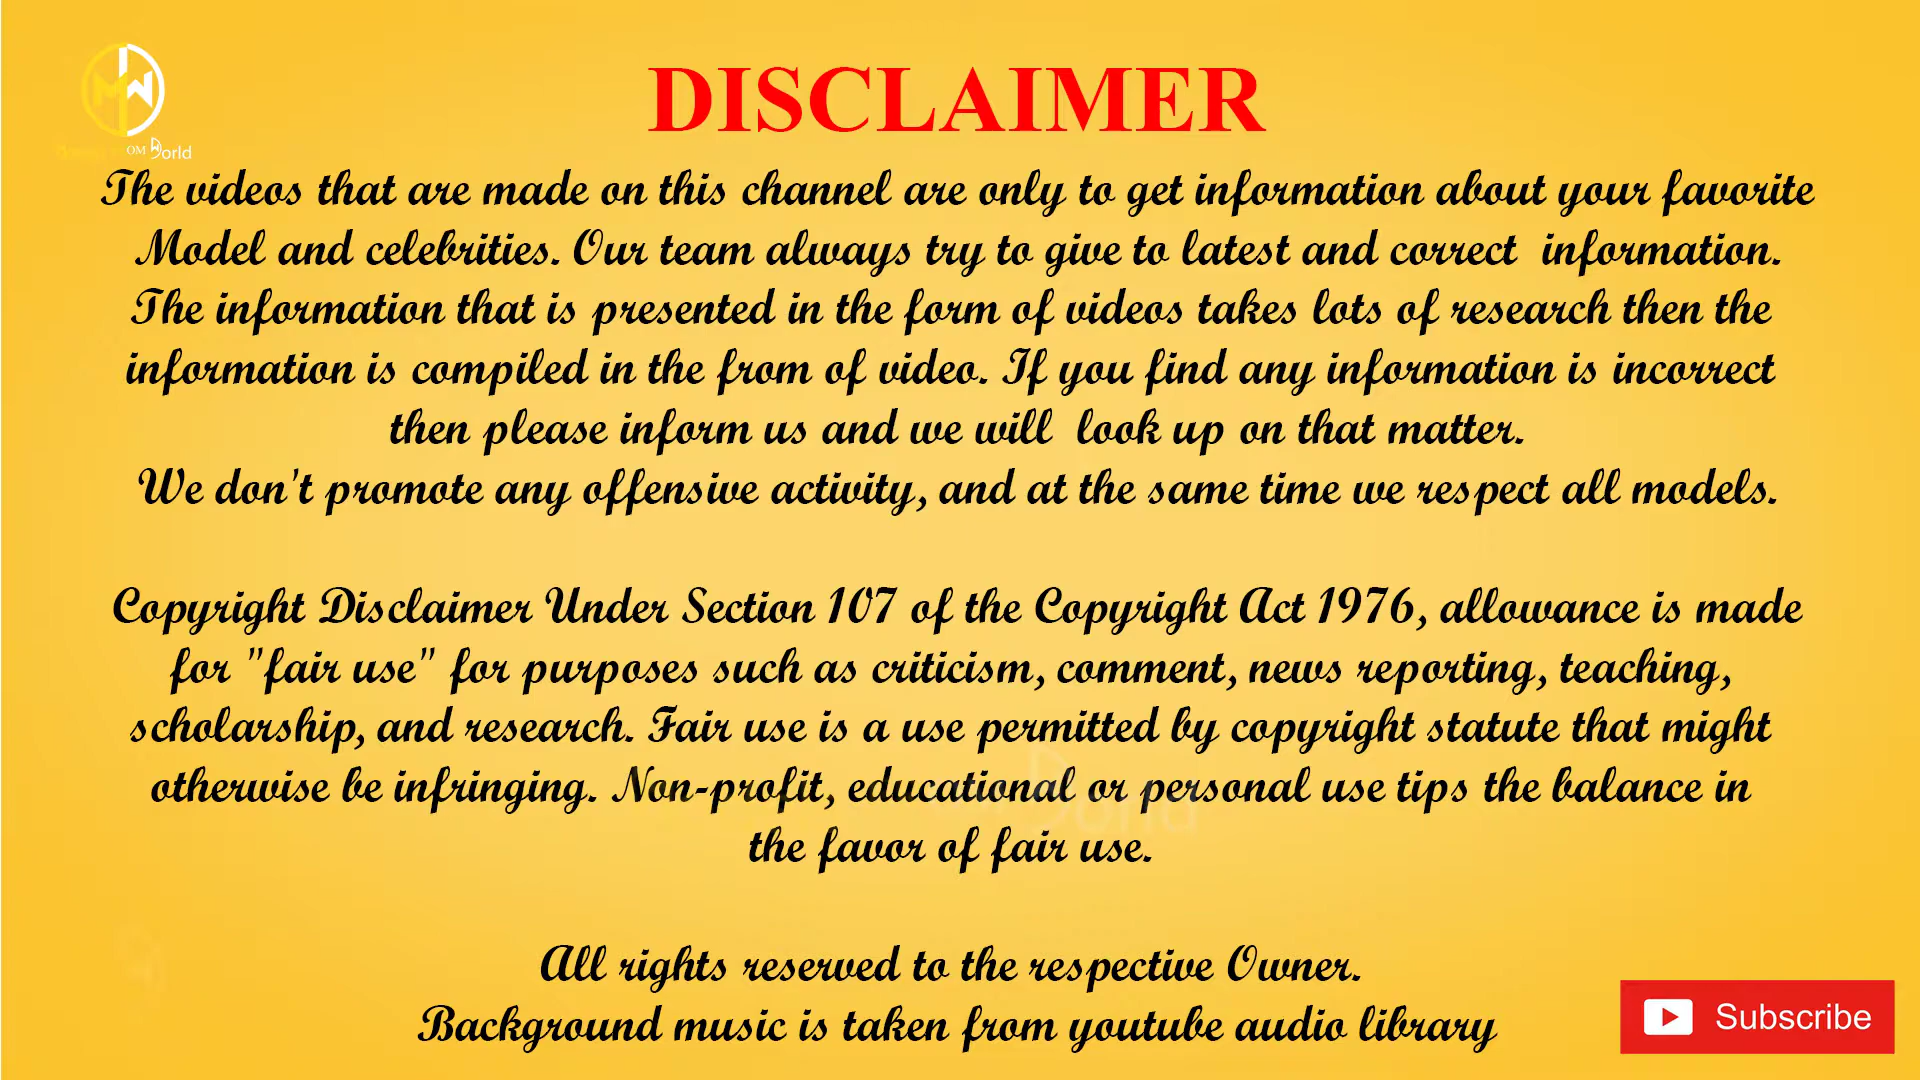 DISCLAIMER
OM World
The videos that are made on this channel are only to get information about your favorite
Model and celebrities. Our team always try to give to latest and correct information.
The information that is presented in the form of videos takes lots of research then the
information is compiled in the from of video. If you find any information is incorrect
then please inform us and we will look up on that matter.
We don't promote any offensive activity, and at the same time we respect all models.
Copyright Disclaimer Under Section 107 of the Copyright Act 1976, allowance is made
for "fair use" for purposes such as criticism, comment, news reporting, teaching,
scholarship, and research. Fair use is a use permitted by copyright statute that might
otherwise be infringing. Non-profit, educational or personal use tips the balance in
the favor of fair use.
All rights reserved to the respective Owner.
Background music is taken from youtube audio library
Subscribe